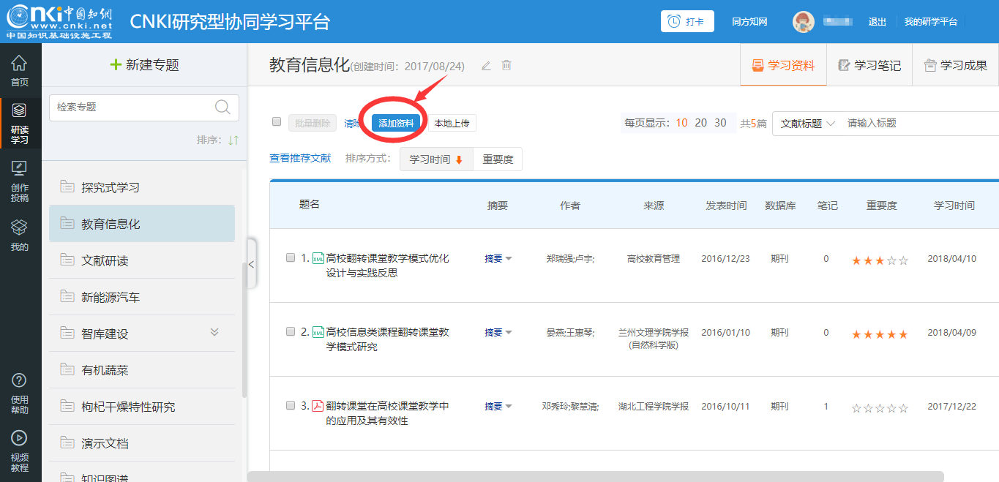 Cnki中国知网
www.cnki.net
中国知识基础设施工程
CNKI研究型协同学习平台
打卡
同方知网
退出
我的研学平台
首页
研读
学习
创作
投稿
我的
使用
帮助
视频
教程
新建专题
检索专题
排序：
探究式学习
教育信息化
文献研读
新能源汽车
智库建设
有机蔬菜
枸杞干燥特性研究
演示文档
知识图谱
教育信息化(创建时间：2017/08/24)
学习资料
学习笔记
学习成果
批量删除
清除
添加资料
本地上传
每页显示： 10 20 30
共5篇
文献标题
请输入标题
查看推荐文献
排序方式：
学习时间
重要度
题名 摘要 作者 来源 发表时间 数据库 笔记 重要度 学习时间
1. XML 高校翻转课堂教学模式优化 摘要 郑瑞强;卢宇; 高校教育管理 2016/12/23 期刊 0 2018/04/10
设计与实践反思
2. XML 高校信息类课程翻转课堂教 摘要 晏燕;王惠琴; 兰州文理学院学报 2016/01/10 期刊 0 2018/04/09
学模式研究 (自然科学版)
3. 翻转课堂在高校课堂教学中 摘要 邓秀玲;黎慧清; 湖北工程学院学报 2016/10/11 期刊 1 2017/12/22
的应用及其有效性